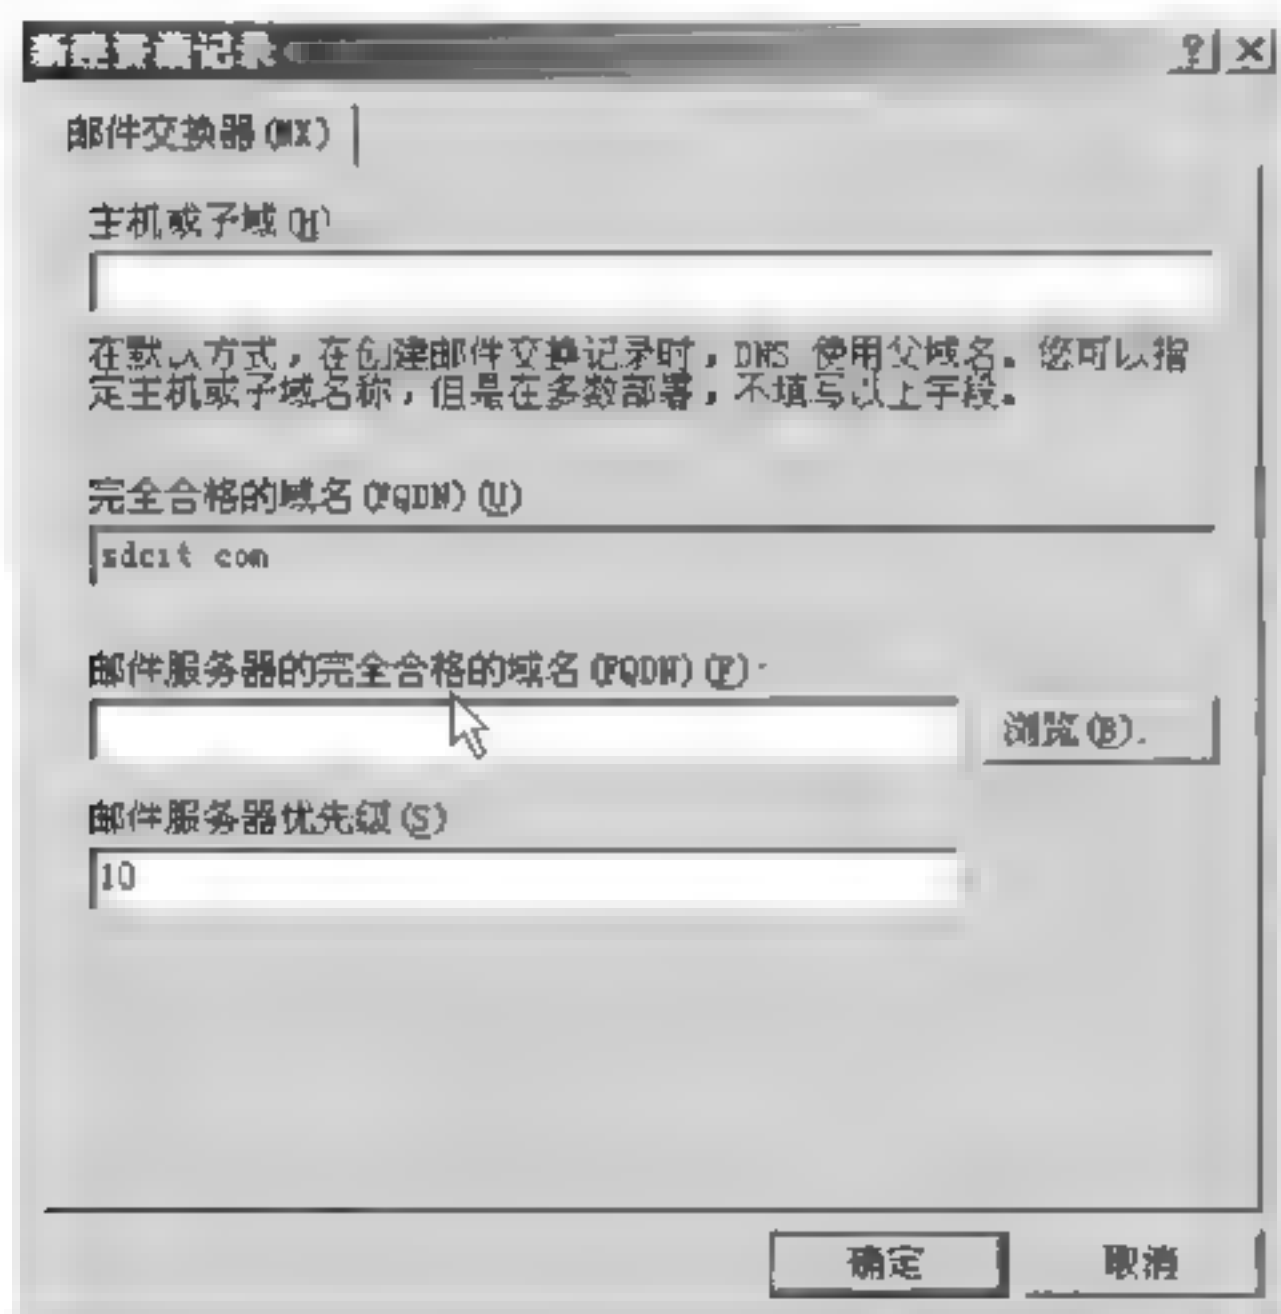 新建资源记录
邮件交换器(MX)
主机或子域(H)
在默认方式，在创建邮件交换记录时，DNS 使用父域名。您可以指
定主机或子域名称，但是在多数部署，不填写以上字段。
完全合格的域名(FQDN)(U)
sdcit com
邮件服务器的完全合格的域名(FQDN)(F):
浏览(B).
邮件服务器优先级(S)
10
确定 取消